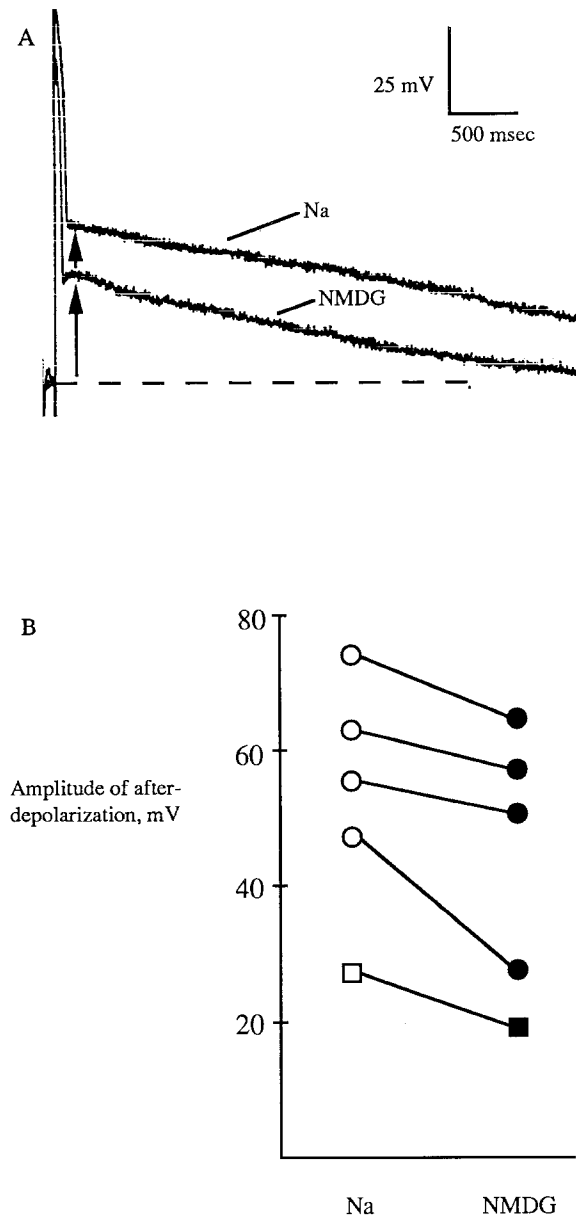 A
25 mV
500 msec
Na
NMDG
B
80
60
Amplitude of after-
depolarization, mV
40
20
Na
NMDG